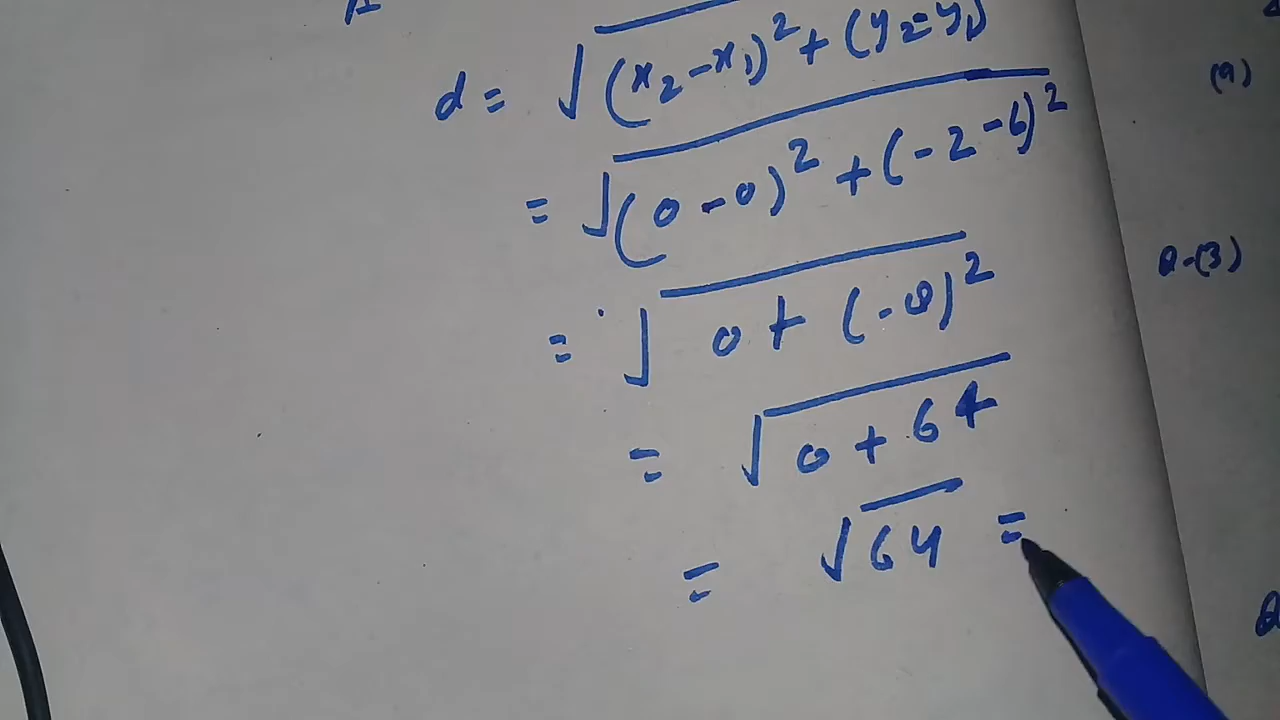 A
d = √(x₂-x₁)² + (y₂=y₁)
= √(0-0)² + (-2-6)²
= √0 + (-8)²
= √0 + 64
= √64 =
(9)
Q-(3)
Q